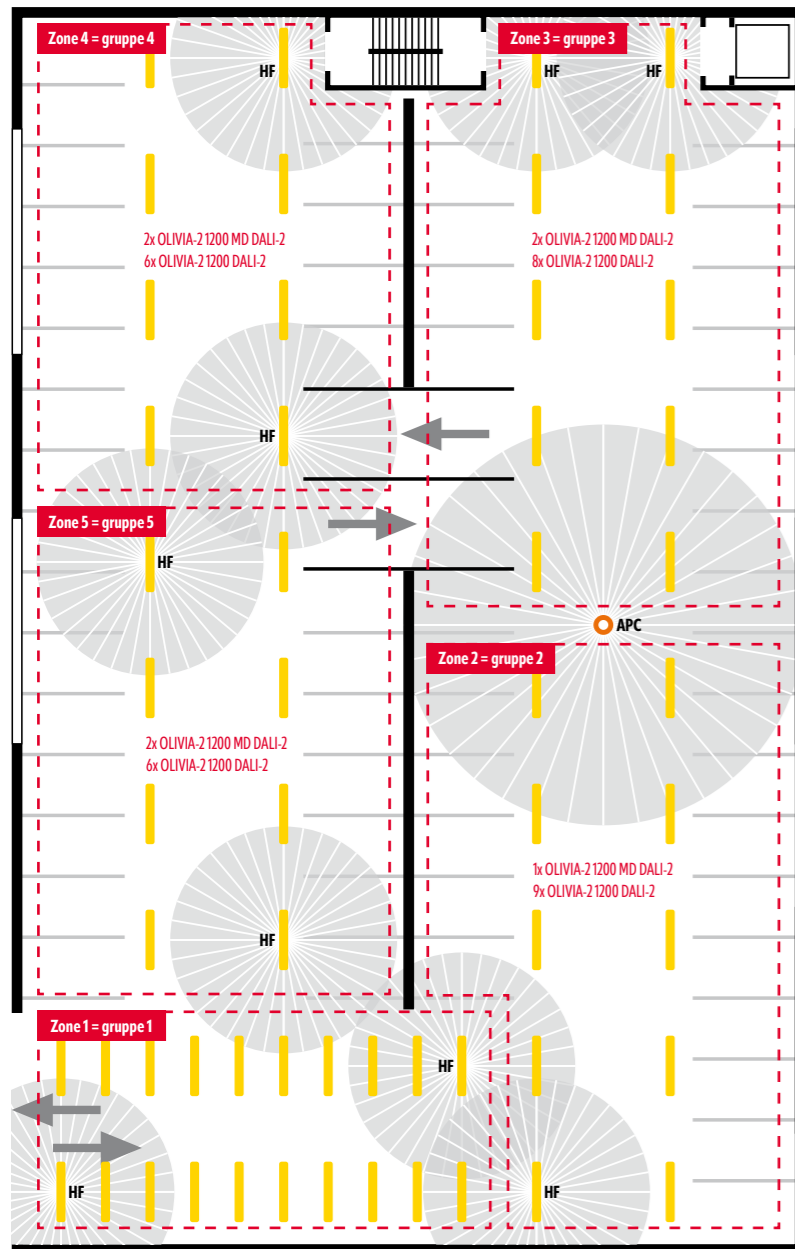 Zone 4 = gruppe 4
Zone 3 = gruppe 3
HF
HF
HF
2x OLIVIA-2 1200 MD DALI-2
6x OLIVIA-2 1200 DALI-2
2x OLIVIA-2 1200 MD DALI-2
8x OLIVIA-2 1200 DALI-2
HF
Zone 5 = gruppe 5
HF
APC
Zone 2 = gruppe 2
2x OLIVIA-2 1200 MD DALI-2
6x OLIVIA-2 1200 DALI-2
1x OLIVIA-2 1200 MD DALI-2
9x OLIVIA-2 1200 DALI-2
HF
Zone 1 = gruppe 1
HF
HF
HF